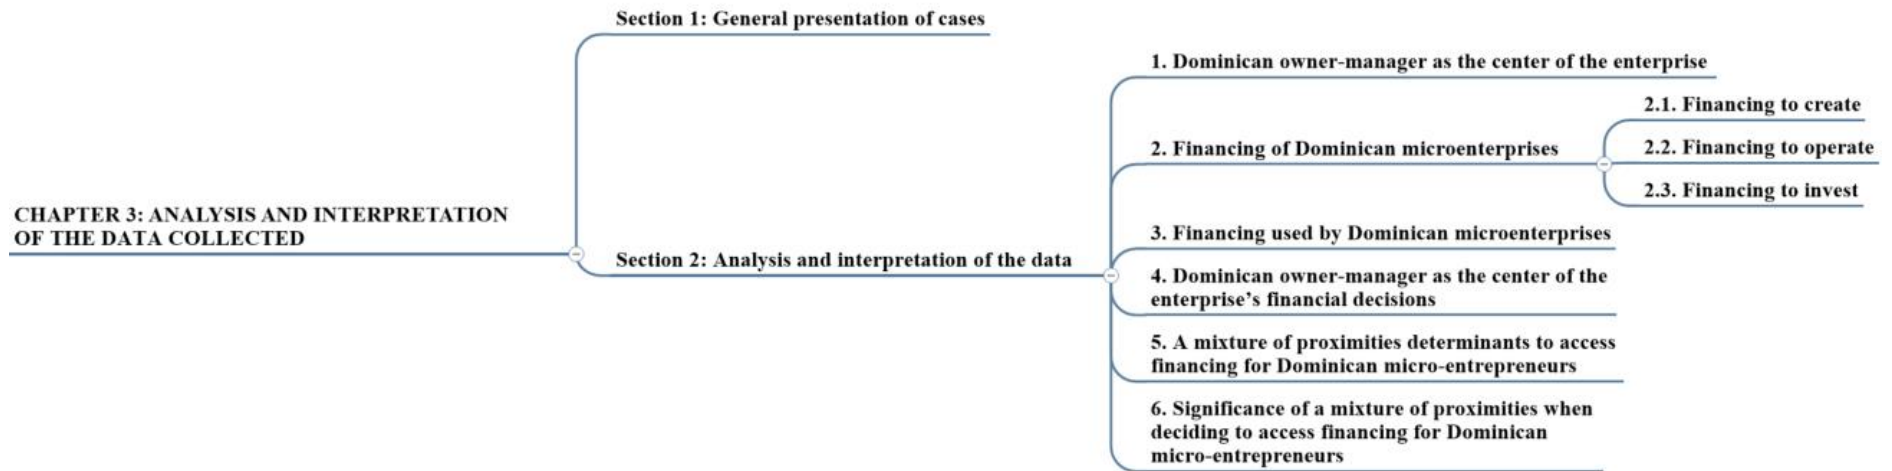 Section 1: General presentation of cases
1. Dominican owner-manager as the center of the enterprise
2.1. Financing to create
2. Financing of Dominican microenterprises
2.2. Financing to operate
2.3. Financing to invest
CHAPTER 3: ANALYSIS AND INTERPRETATION
OF THE DATA COLLECTED
3. Financing used by Dominican microenterprises
Section 2: Analysis and interpretation of the data
4. Dominican owner-manager as the center of the
enterprise’s financial decisions
5. A mixture of proximities determinants to access
financing for Dominican micro-entrepreneurs
6. Significance of a mixture of proximities when
deciding to access financing for Dominican
micro-entrepreneurs